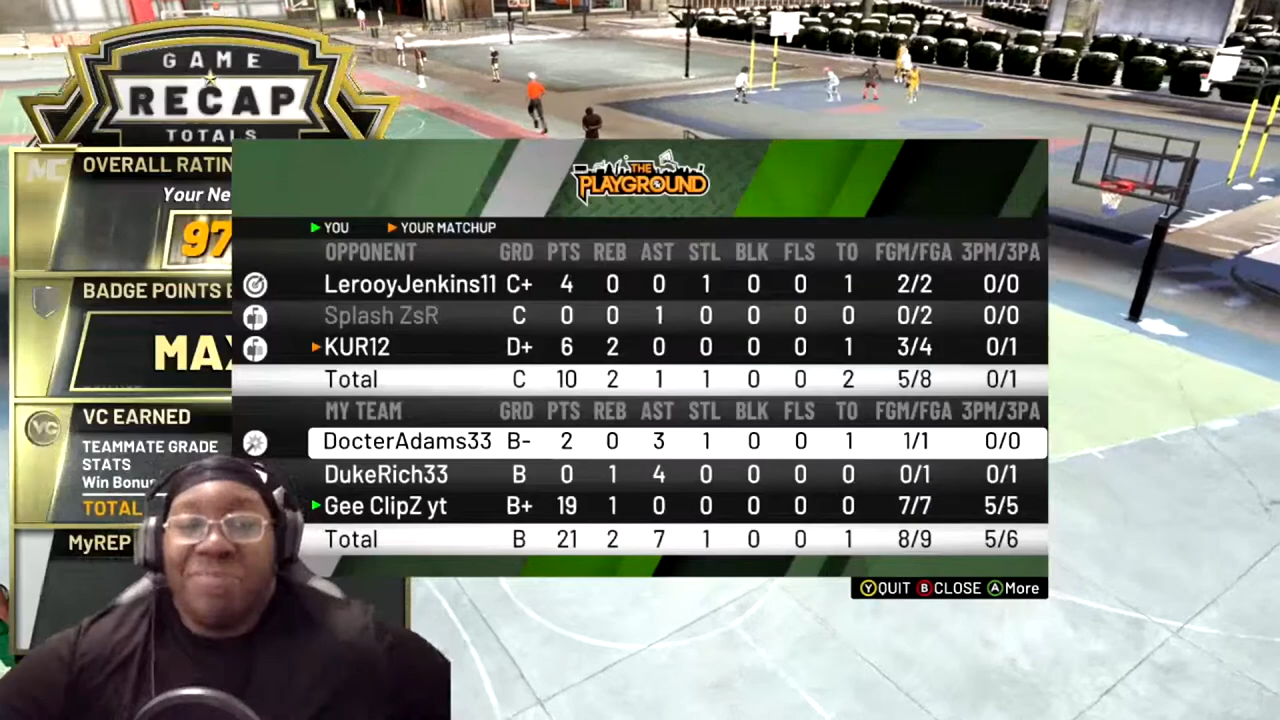 GAME
RECAP
TOTALS
OVERALL RATIN
Your Ne
97
BADGE POINTS E
MAX
VC EARNED
VC
TEAMMATE GRADE
STATS
Win Bonus
TOTAL
MyREP
THE
PLAYGROUND
YOU YOUR MATCHUP
OPPONENT GRD PTS REB AST STL BLK FLS TO FGM/FGA 3PM/3PA
LerooyJenkins11 C+ 4 0 0 1 0 0 1 2/2 0/0
Splash ZsR C 0 0 1 0 0 0 0 0/2 0/0
KUR12 D+ 6 2 0 0 0 0 1 3/4 0/1
Total C 10 2 1 1 0 0 2 5/8 0/1
MY TEAM GRD PTS REB AST STL BLK FLS TO FGM/FGA 3PM/3PA
DocterAdams33 B- 2 0 3 1 0 0 1 1/1 0/0
DukeRich33 B 0 1 4 0 0 0 0 0/1 0/1
Gee ClipZ yt B+ 19 1 0 0 0 0 0 7/7 5/5
Total B 21 2 7 1 0 0 1 8/9 5/6
Y QUIT B CLOSE A More